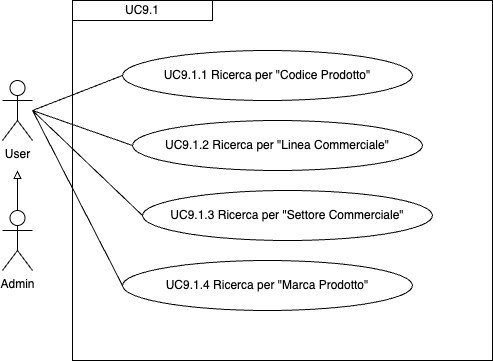 UC9.1
UC9.1.1 Ricerca per "Codice Prodotto"
UC9.1.2 Ricerca per "Linea Commerciale"
User
UC9.1.3 Ricerca per "Settore Commerciale"
Admin
UC9.1.4 Ricerca per "Marca Prodotto"